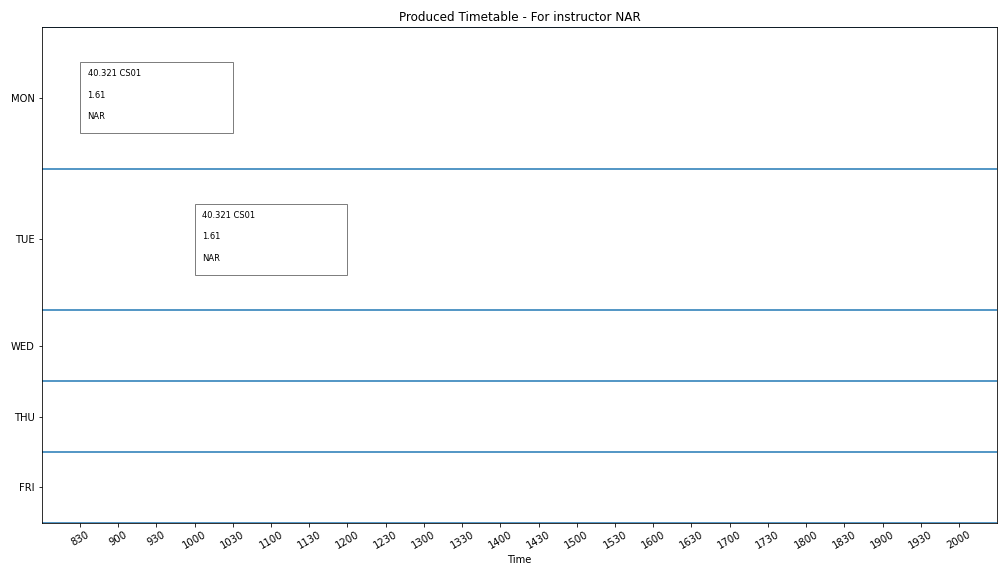 Produced Timetable - For instructor NAR
MON
40.321 CS01
1.61
NAR
TUE
40.321 CS01
1.61
NAR
WED
THU
FRI
830 900 930 1000 1030 1100 1130 1200 1230 1300 1330 1400 1430 1500 1530 1600 1630 1700 1730 1800 1830 1900 1930 2000
Time